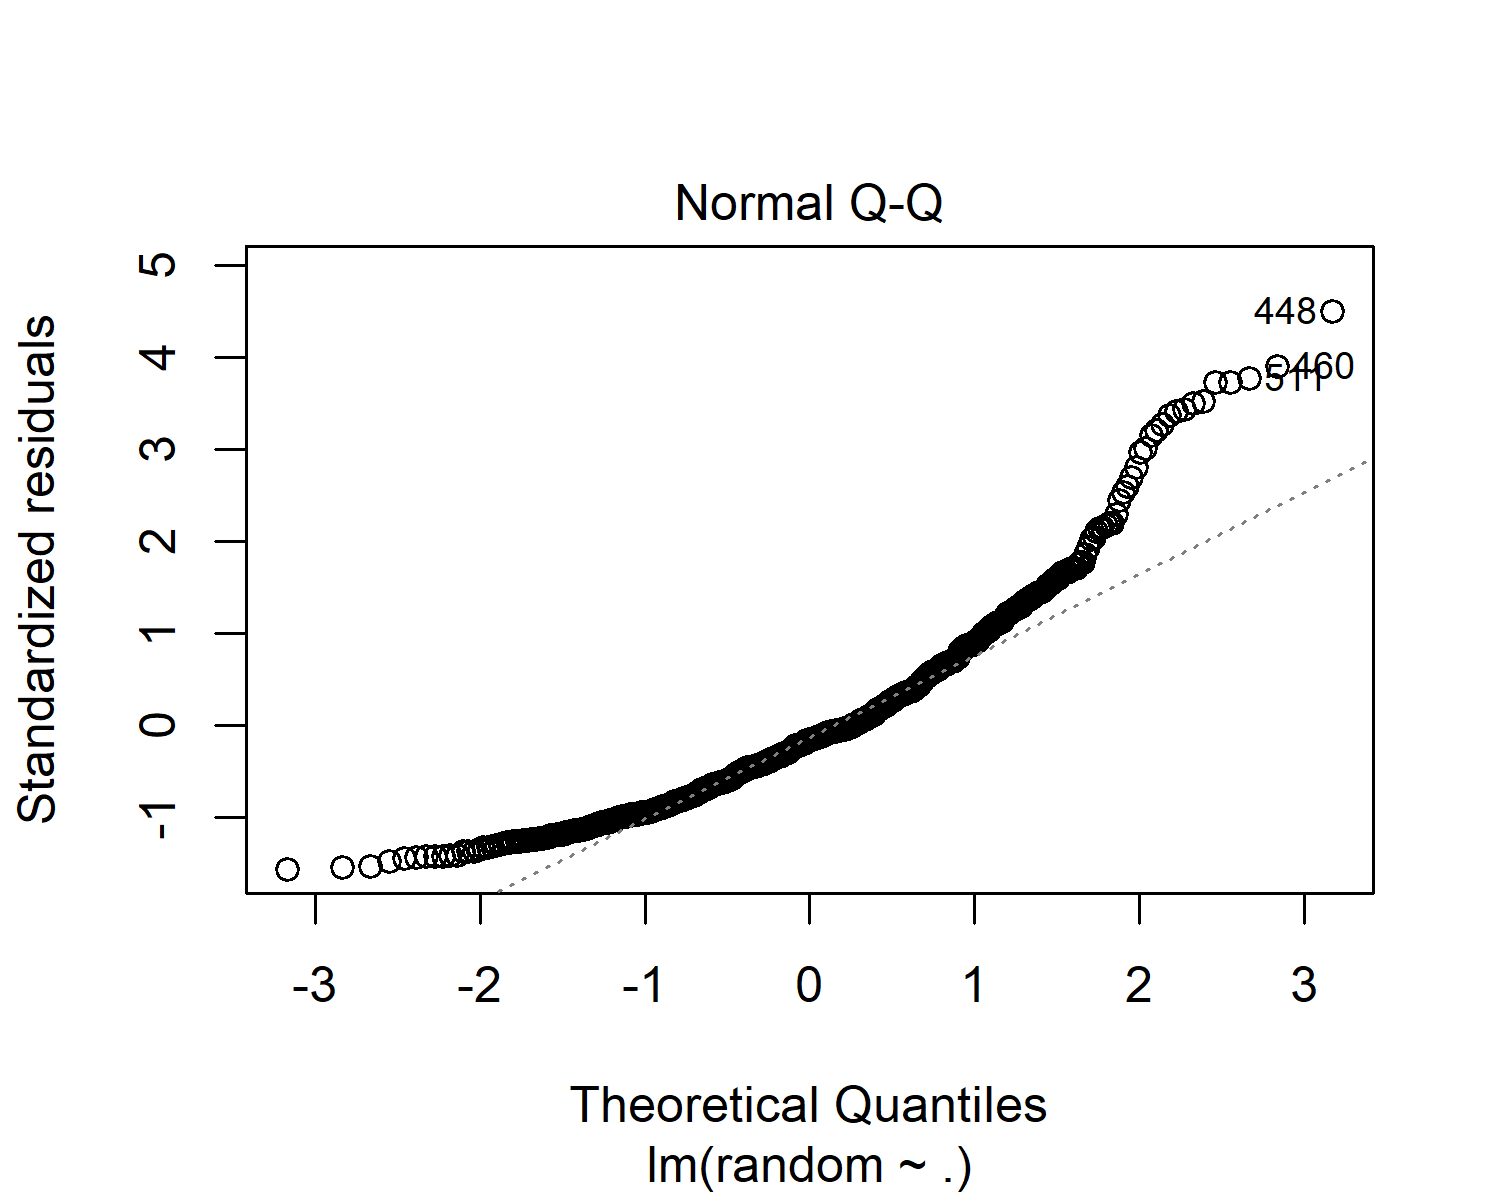 Normal Q-Q
Standardized residuals
5
4
3
2
1
0
-1
448
460
511
-3 -2 -1 0 1 2 3
Theoretical Quantiles
lm(random ~ .)